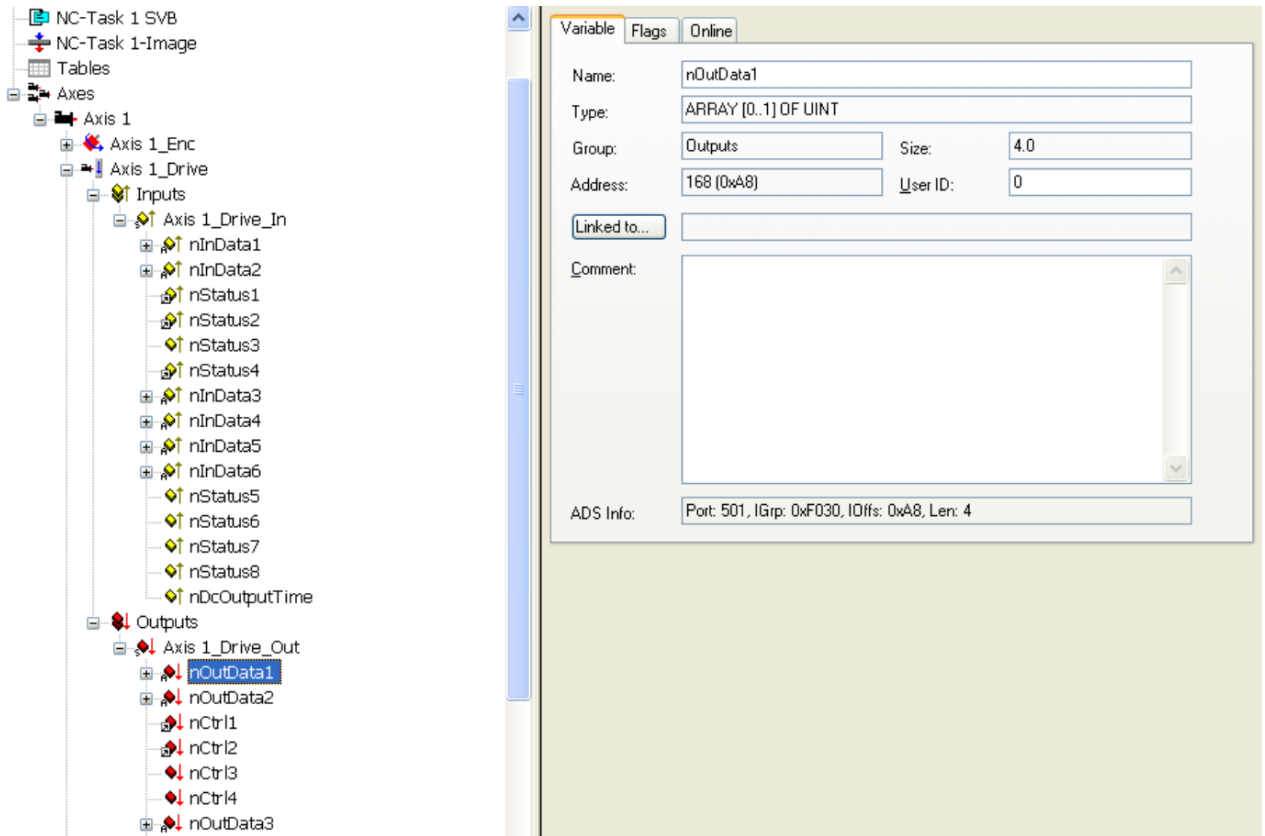 NC-Task 1 SVB
NC-Task 1-Image
Tables
Axes
Axis 1
Axis 1_Enc
Axis 1_Drive
Inputs
Axis 1_Drive_In
nInData1
nInData2
nStatus1
nStatus2
nStatus3
nStatus4
nInData3
nInData4
nInData5
nInData6
nStatus5
nStatus6
nStatus7
nStatus8
nDcOutputTime
Outputs
Axis 1_Drive_Out
nOutData1
nOutData2
nCtrl1
nCtrl2
nCtrl3
nCtrl4
nOutData3
Variable Flags Online
Name: nOutData1
Type: ARRAY [0..1] OF UINT
Group: Outputs Size: 4.0
Address: 168 (0xA8) User ID: 0
Linked to...
Comment:
ADS Info: Port: 501, IGrp: 0xF030, IOffs: 0xA8, Len: 4